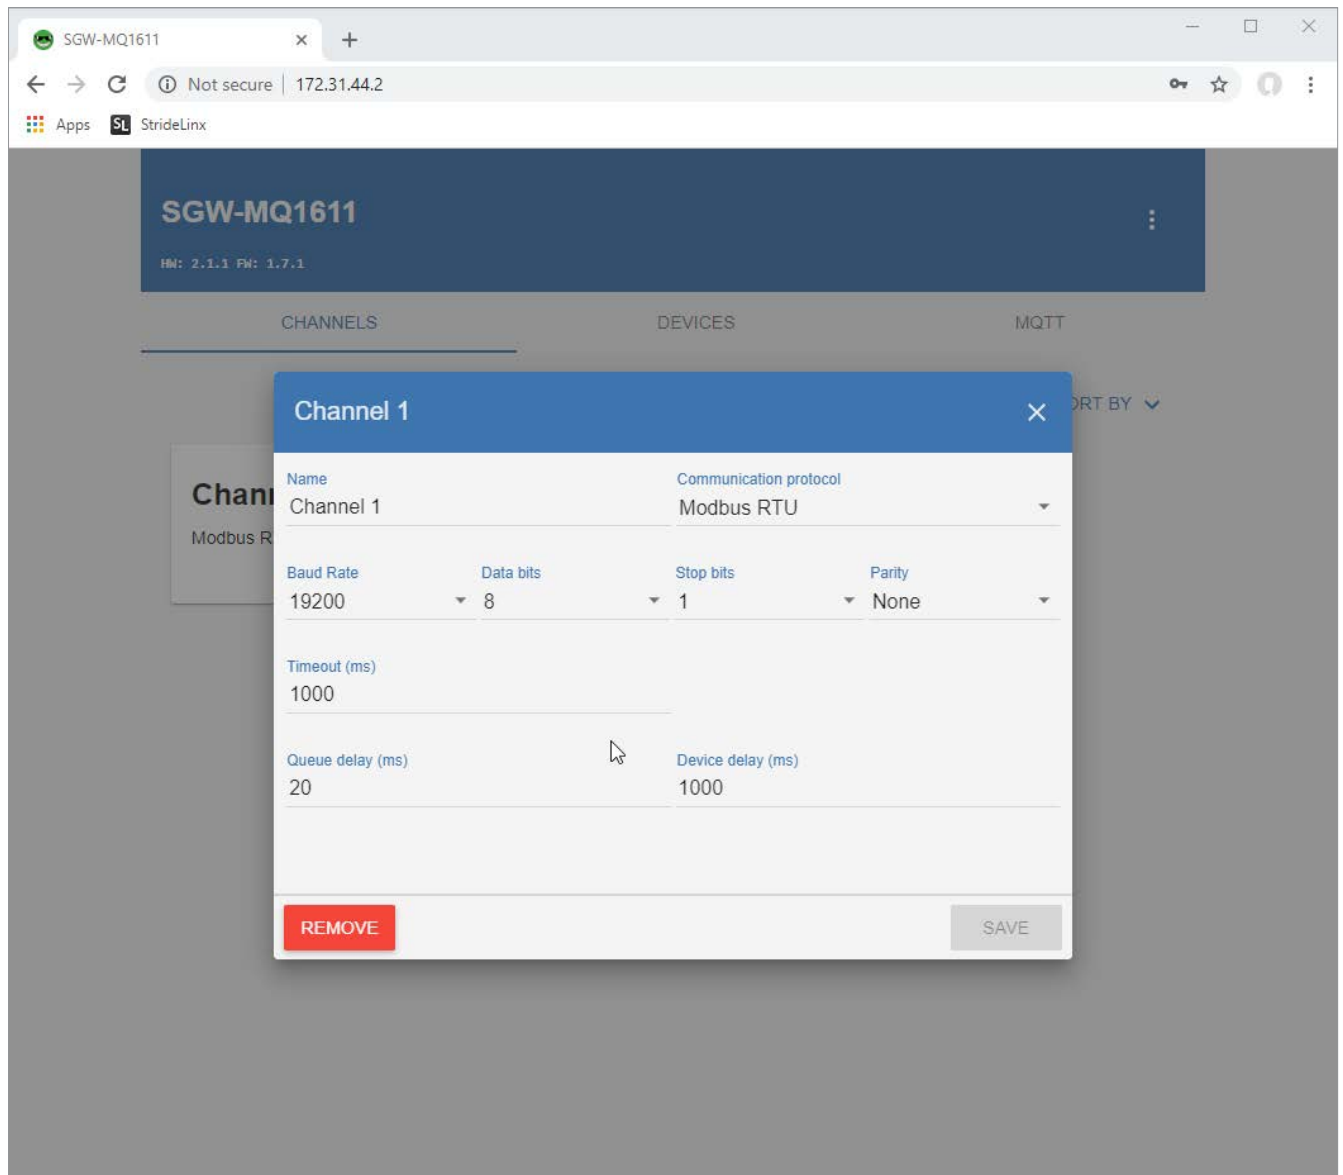 SGW-MQ1611
Not secure | 172.31.44.2
Apps SL StrideLinx
SGW-MQ1611
HW: 2.1.1 FW: 1.7.1
CHANNELS DEVICES MQTT
ORT BY
Channel 1
Chann
Modbus R
Name Communication protocol
Channel 1 Modbus RTU
Baud Rate Data bits Stop bits Parity
19200 8 1 None
Timeout (ms)
1000
Queue delay (ms) Device delay (ms)
20 1000
REMOVE SAVE